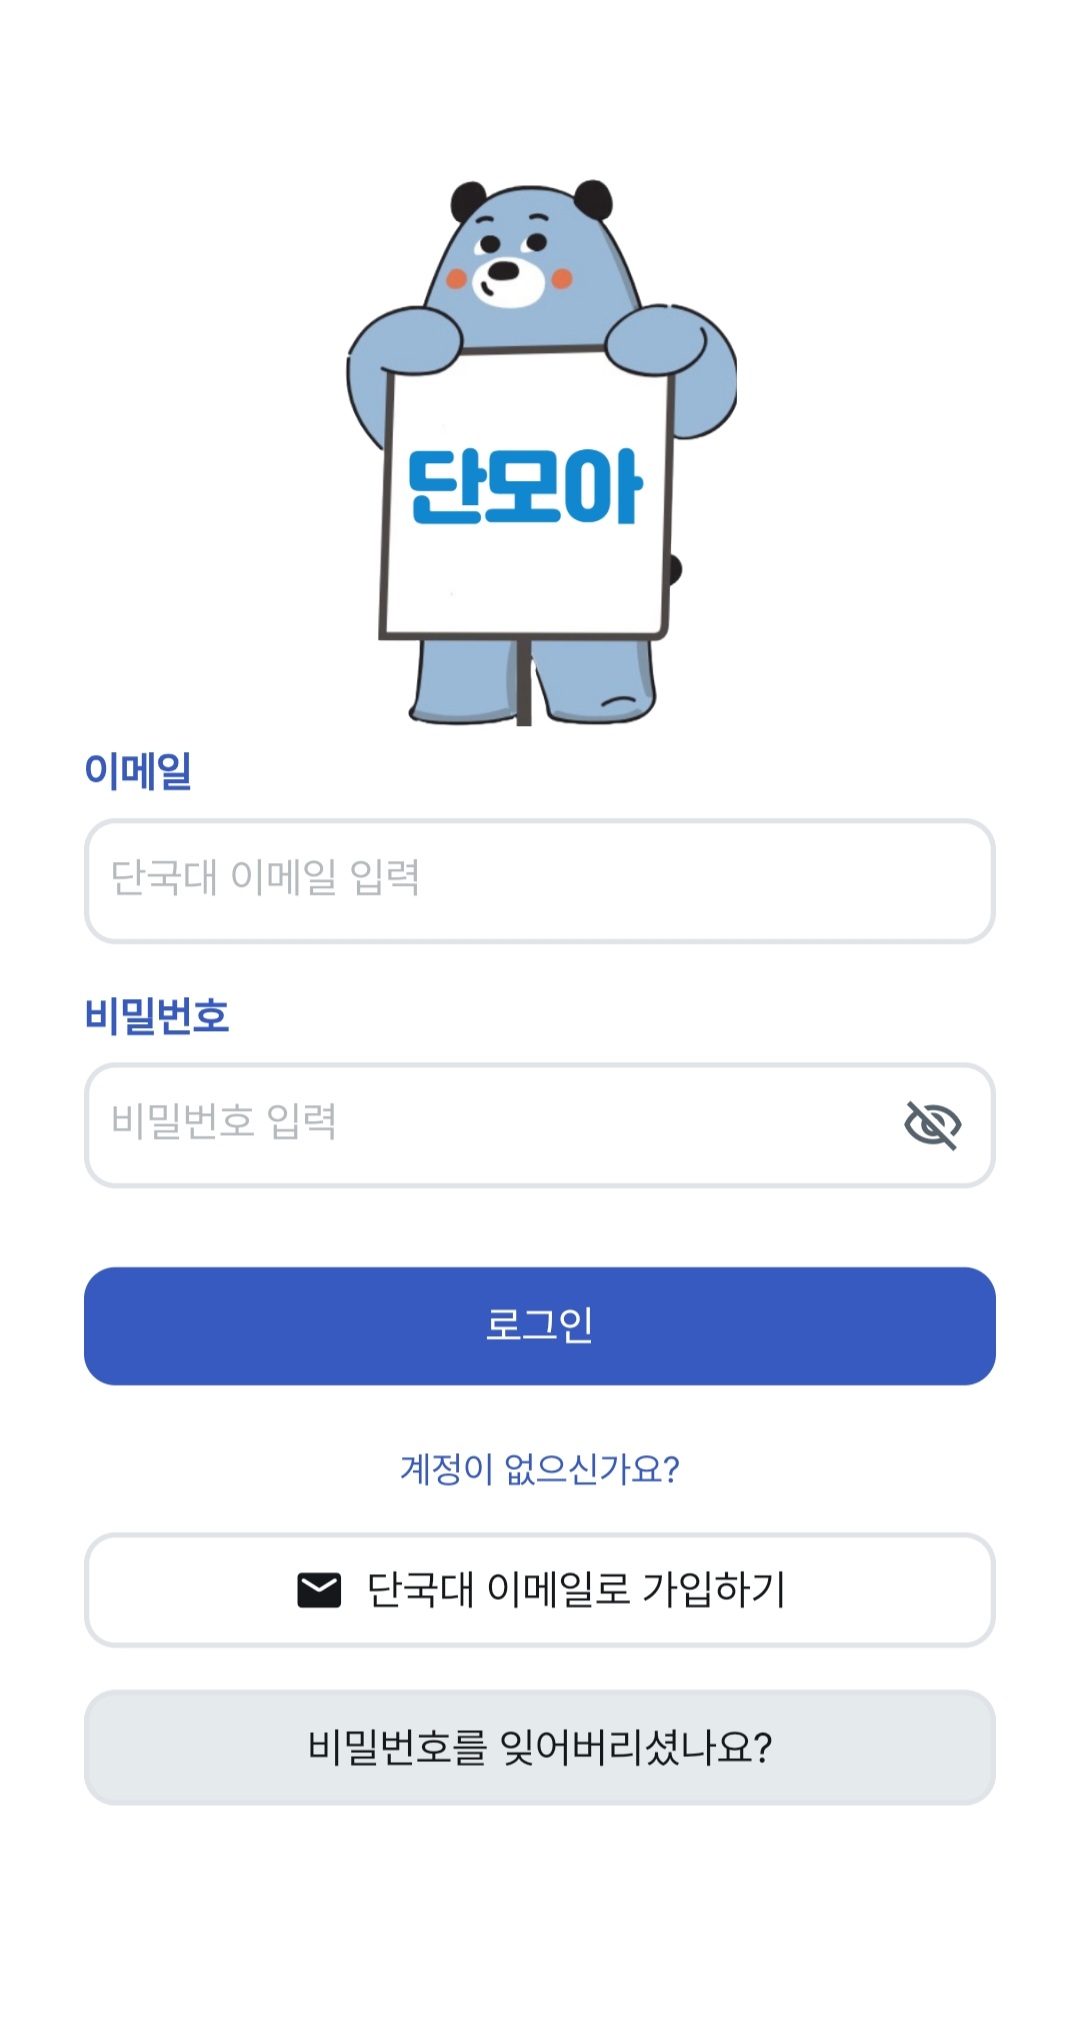 단모아
이메일
단국대 이메일 입력
비밀번호
비밀번호 입력
로그인
계정이 없으신가요?
단국대 이메일로 가입하기
비밀번호를 잊어버리셨나요?